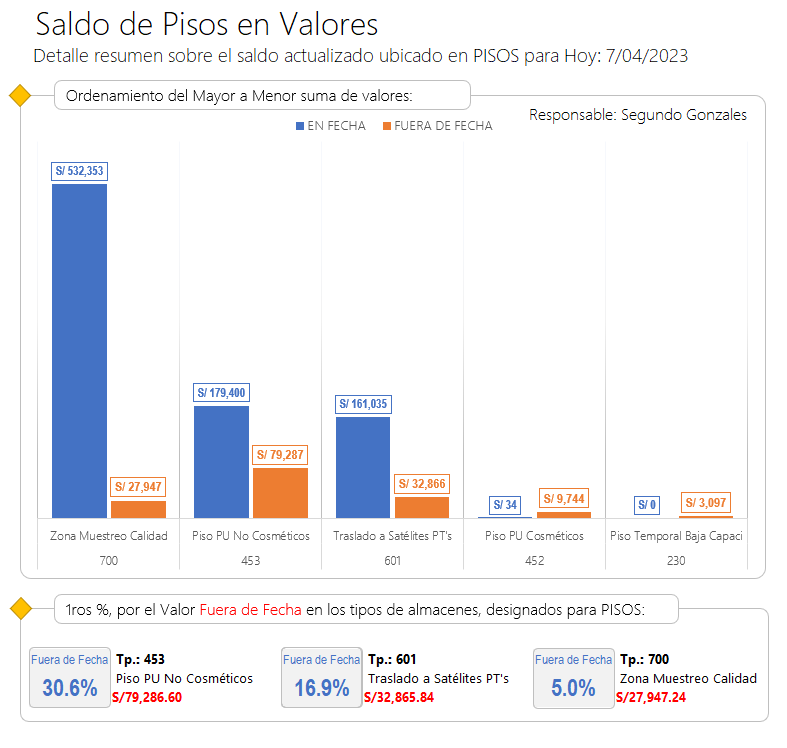 Saldo de Pisos en Valores
Detalle resumen sobre el saldo actualizado ubicado en PISOS para Hoy: 7/04/2023
Ordenamiento del Mayor a Menor suma de valores:
Responsable: Segundo Gonzales
EN FECHA FUERA DE FECHA
S/ 532,353
S/ 27,947
S/ 179,400
S/ 79,287
S/ 161,035
S/ 32,866
S/ 34
S/ 9,744
S/ 0
S/ 3,097
Zona Muestreo Calidad Piso PU No Cosméticos Traslado a Satélites PT's Piso PU Cosméticos Piso Temporal Baja Capaci
700 453 601 452 230
1ros %, por el Valor Fuera de Fecha en los tipos de almacenes, designados para PISOS:
Fuera de Fecha
30.6%
Tp.: 453
Piso PU No Cosméticos
S/79,286.60
Fuera de Fecha
16.9%
Tp.: 601
Traslado a Satélites PT's
S/32,865.84
Fuera de Fecha
5.0%
Tp.: 700
Zona Muestreo Calidad
S/27,947.24